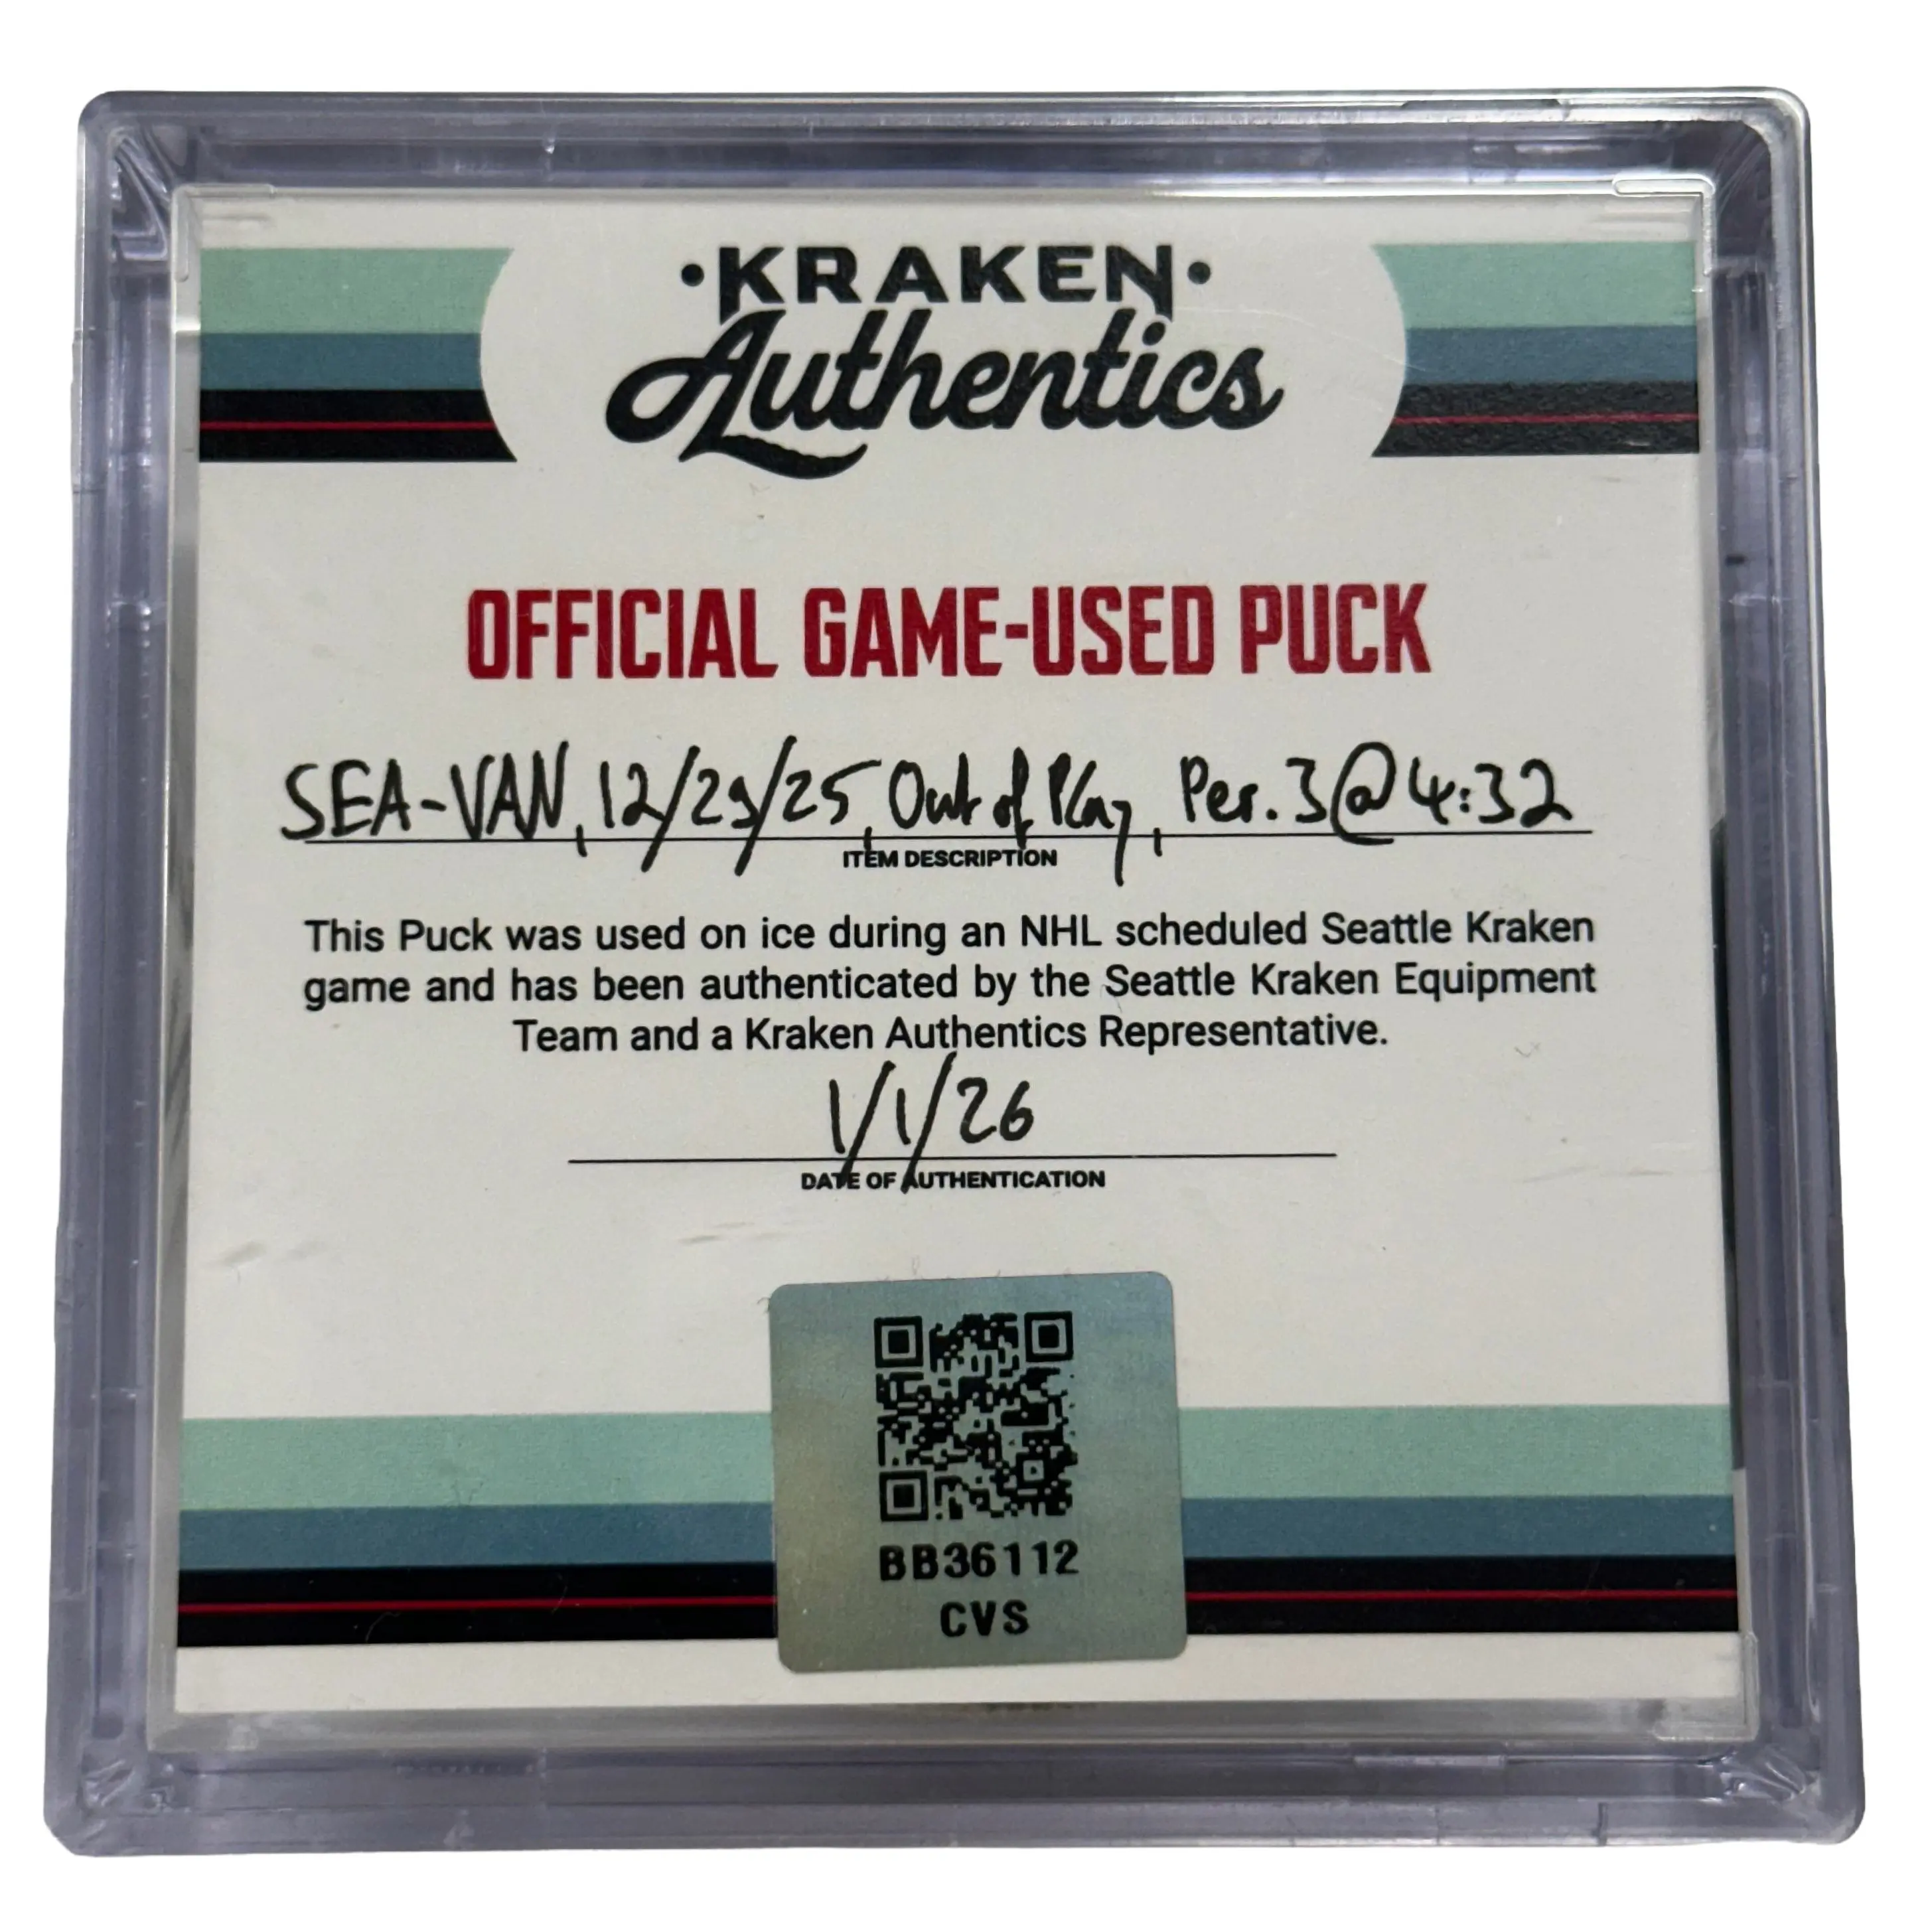 ·KRAKEN·
Authentics
OFFICIAL GAME-USED PUCK
SEA-VAN, 12/29/25, Out of Play, Per. 3 @ 4:32
ITEM DESCRIPTION
This Puck was used on ice during an NHL scheduled Seattle Kraken
game and has been authenticated by the Seattle Kraken Equipment
Team and a Kraken Authentics Representative.
1/1/26
DATE OF AUTHENTICATION
BB36112
CVS